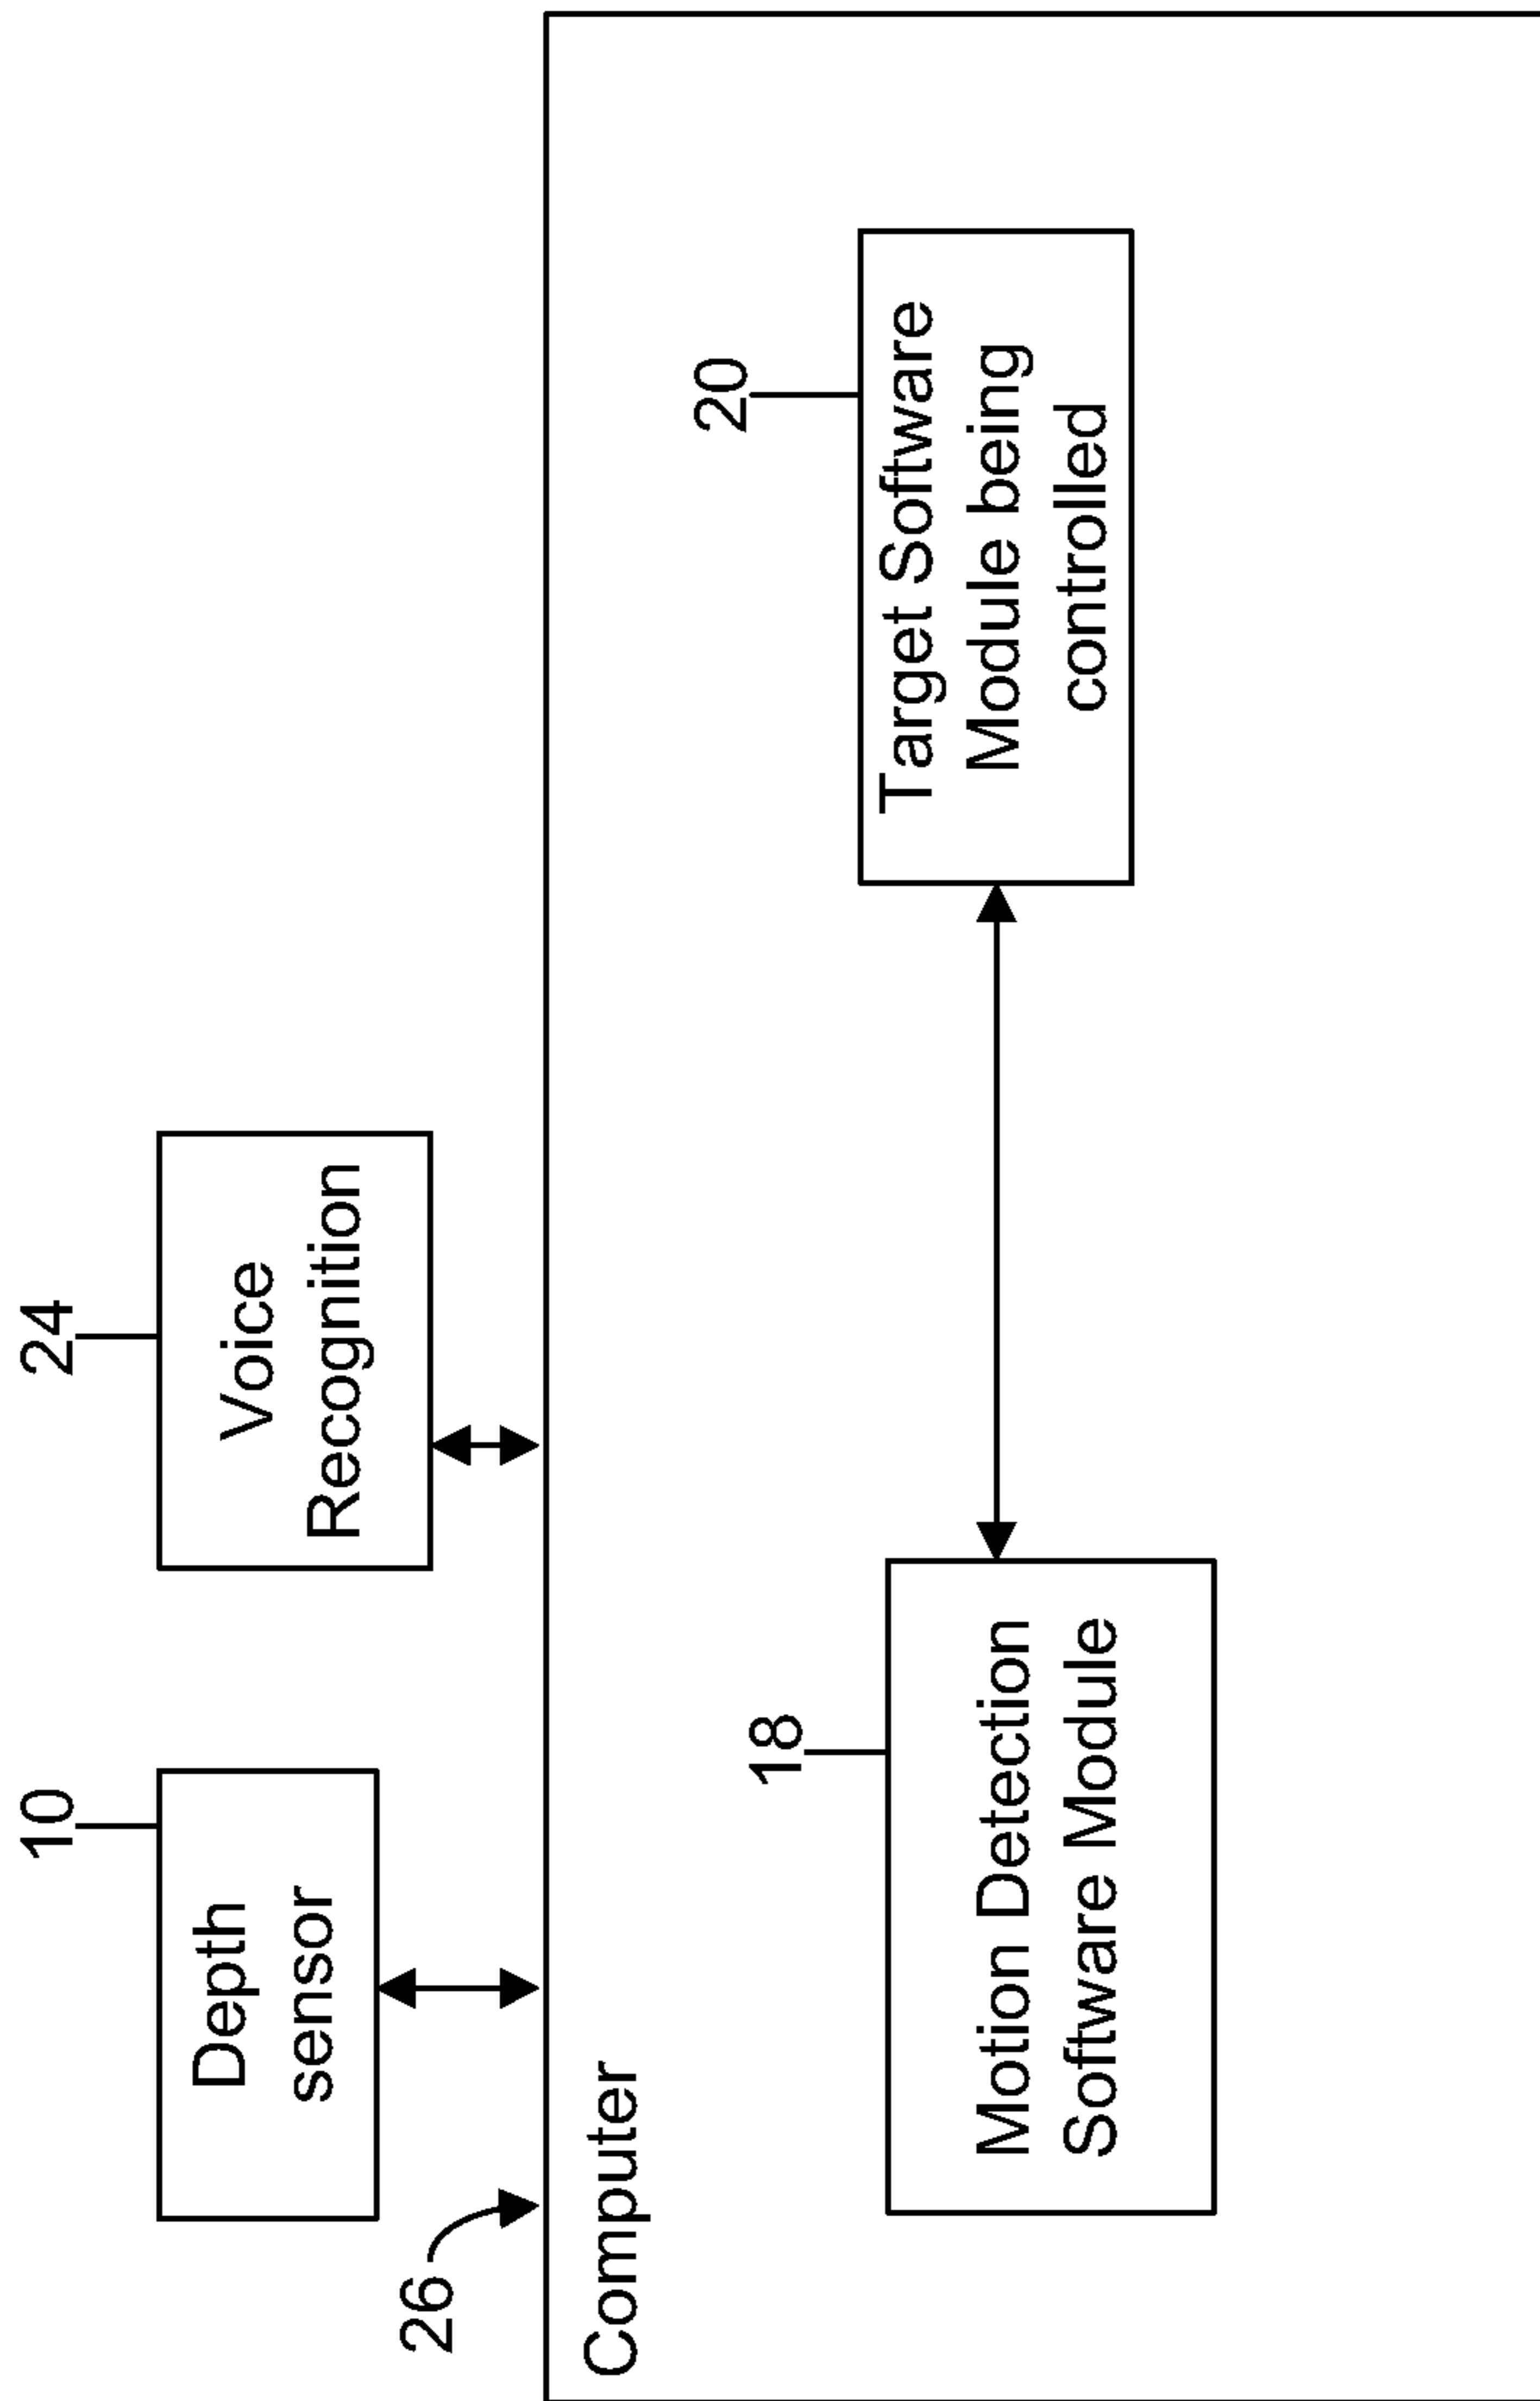 10
Depth
sensor
24
Voice
Recognition
26
Computer
18
Motion Detection
Software Module
20
Target Software
Module being
controlled